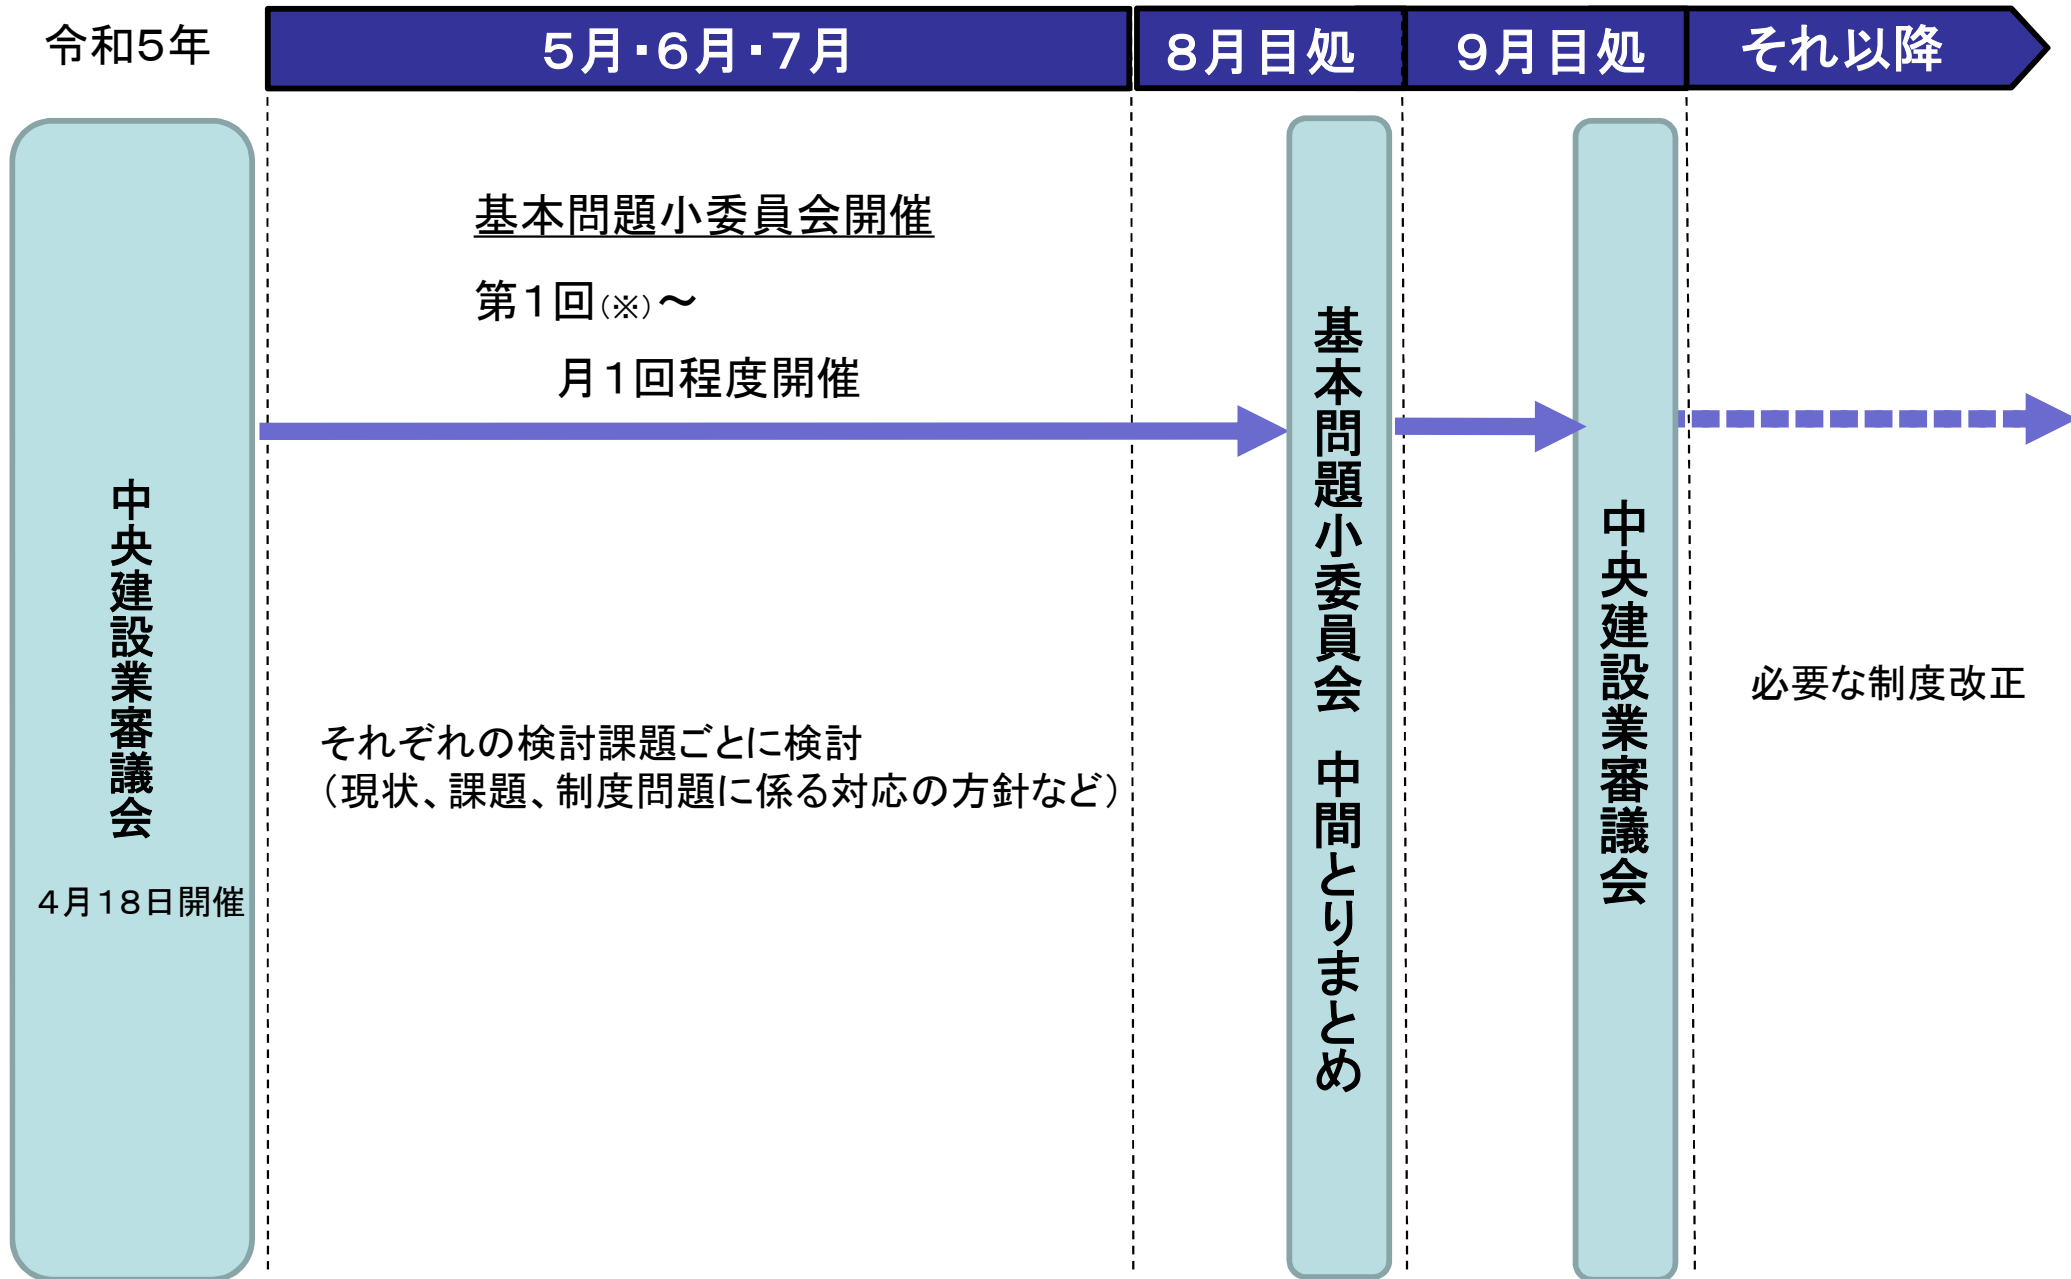 令和５年
５月・６月・７月
８月目処
９月目処
それ以降
中央建設業審議会
４月１８日開催
基本問題小委員会開催
第１回（※）～
月１回程度開催
それぞれの検討課題ごとに検討
（現状、課題、制度問題に係る対応の方針など）
基本問題小委員会　中間とりまとめ
中央建設業審議会
必要な制度改正